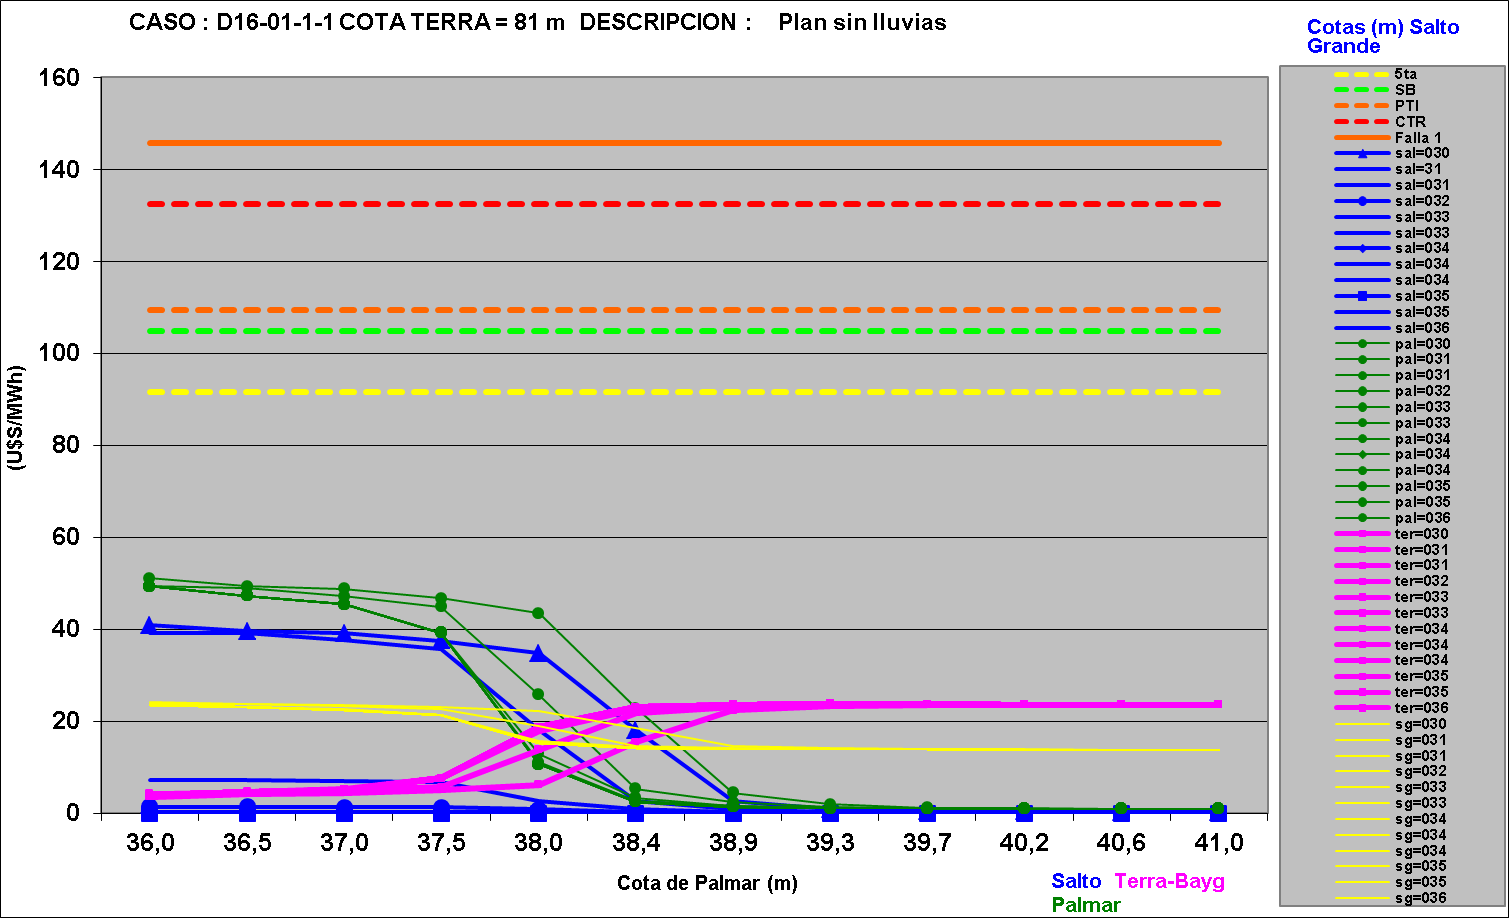 CASO : D16-01-1-1 COTA TERRA = 81 m DESCRIPCION : Plan sin lluvias
Cotas (m) Salto
Grande
160
140
120
100
80
60
40
20
0
(U$S/MWh)
36,0 36,5 37,0 37,5 38,0 38,4 38,9 39,3 39,7 40,2 40,6 41,0
Cota de Palmar (m)
Salto Terra-Bayg
Palmar
5ta
SB
PTI
CTR
Falla 1
sal=030
sal=31
sal=031
sal=032
sal=033
sal=033
sal=034
sal=034
sal=034
sal=035
sal=035
sal=036
pal=030
pal=031
pal=031
pal=032
pal=033
pal=033
pal=034
pal=034
pal=034
pal=035
pal=035
pal=036
ter=030
ter=031
ter=031
ter=032
ter=033
ter=033
ter=034
ter=034
ter=034
ter=035
ter=035
ter=036
sg=030
sg=031
sg=031
sg=032
sg=033
sg=033
sg=034
sg=034
sg=034
sg=035
sg=035
sg=036